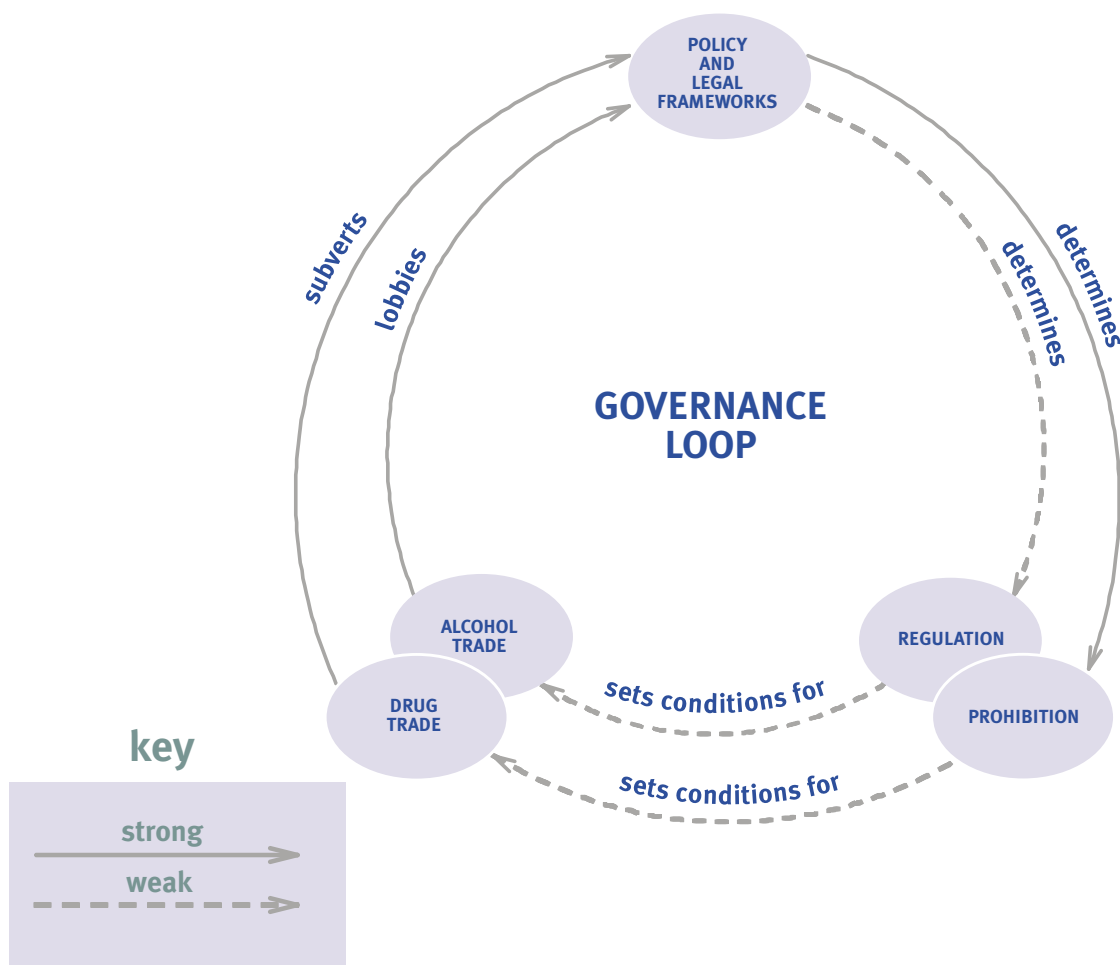 POLICY
AND
LEGAL
FRAMEWORKS
subverts
lobbies
determines
determines
GOVERNANCE
LOOP
ALCOHOL
TRADE
REGULATION
DRUG
TRADE
PROHIBITION
sets conditions for
sets conditions for
key
strong
weak